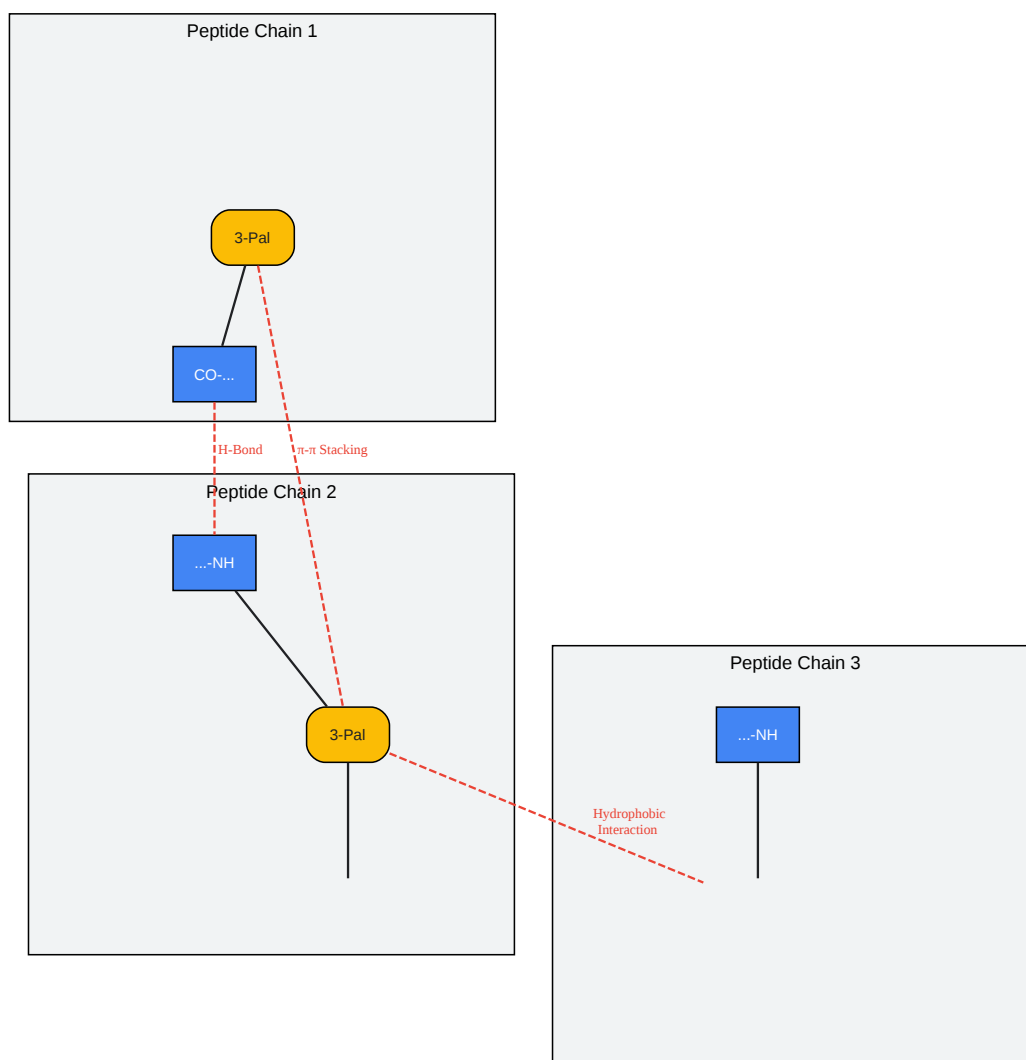 Peptide Chain 1
3-Pal
CO-...
H-Bond
π-π Stacking
Peptide Chain 2
...-NH
3-Pal
Peptide Chain 3
...-NH
Hydrophobic
Interaction